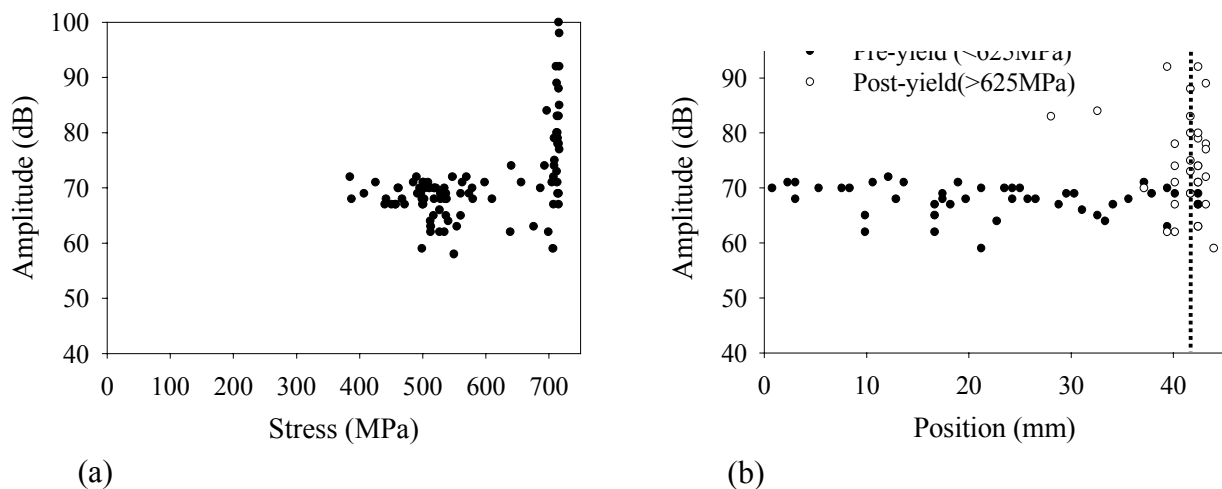 100
90
80
70
60
50
40
Amplitude (dB)
0 100 200 300 400 500 600 700
Stress (MPa)
(a)
Pre-yield (<625MPa)
Post-yield(>625MPa)
90
80
70
60
50
40
Amplitude (dB)
0 10 20 30 40
Position (mm)
(b)